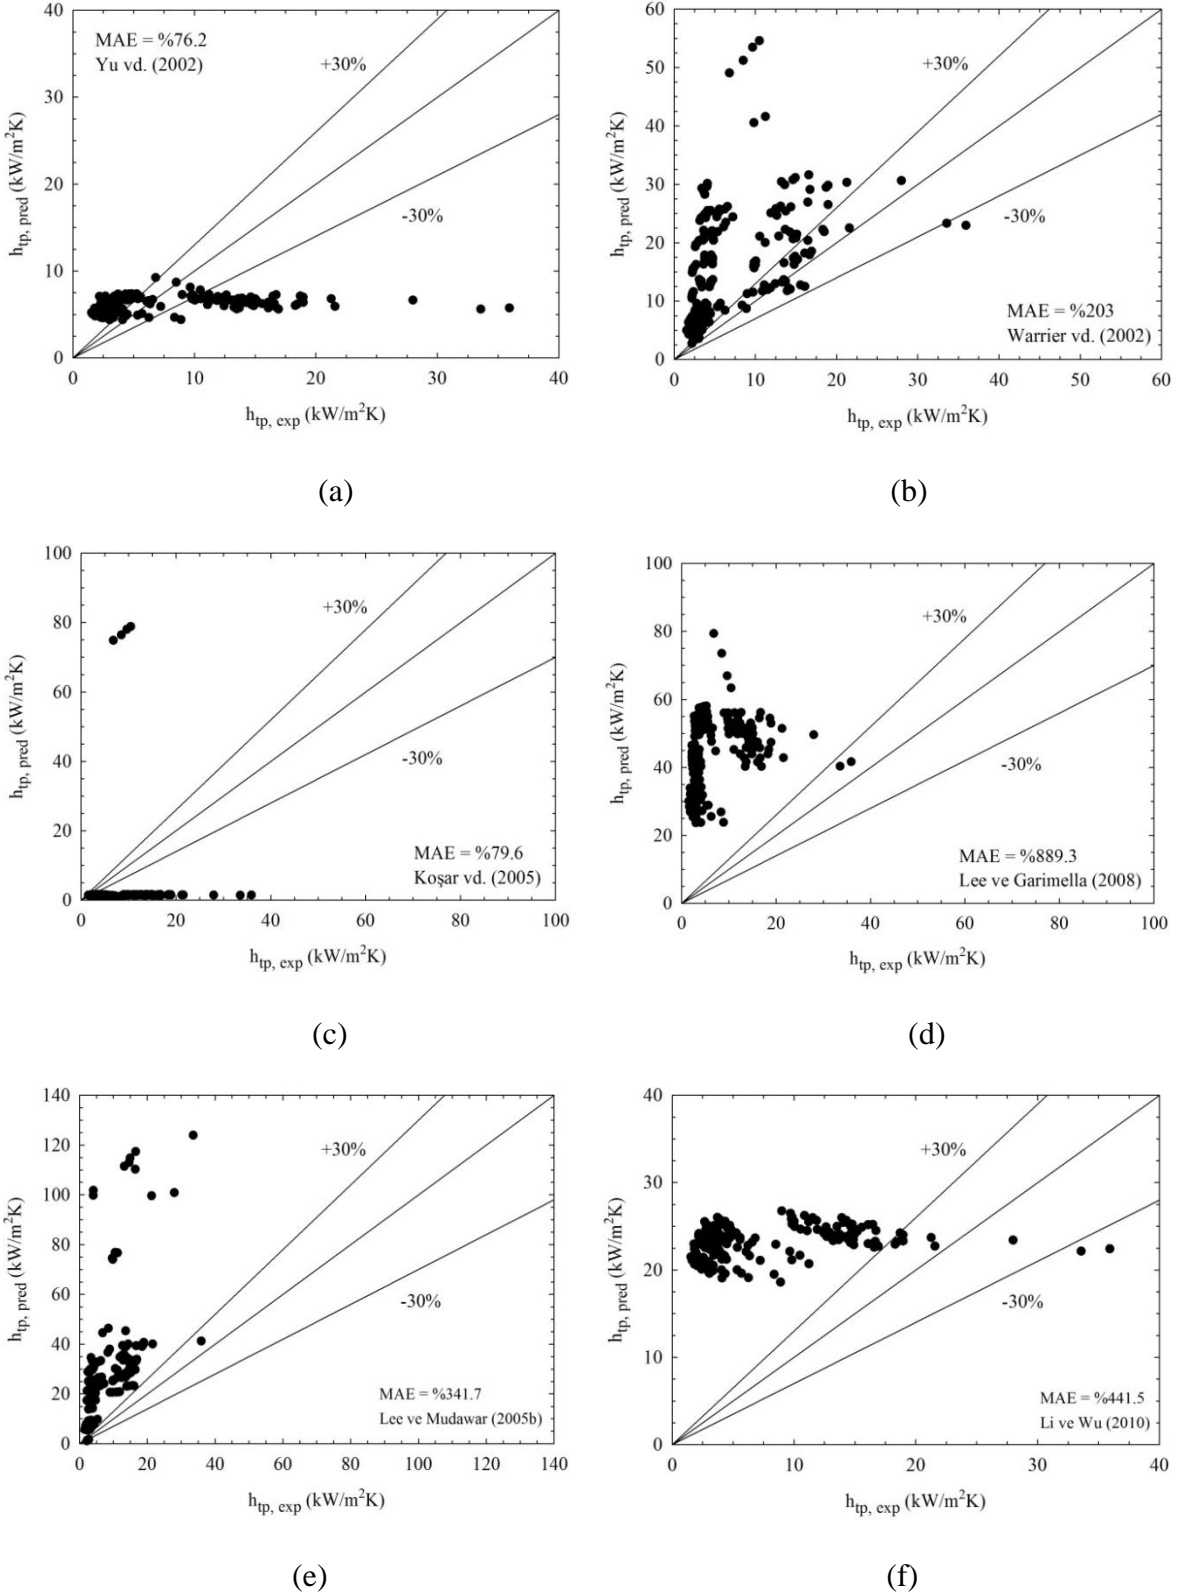 MAE = %76.2
Yu vd. (2002)
+30%
-30%
40
30
20
10
0
0 10 20 30 40
h_tp, pred (kW/m²K)
h_tp, exp (kW/m²K)
(a)
+30%
-30%
MAE = %203
Warrier vd. (2002)
60
50
40
30
20
10
0
0 10 20 30 40 50 60
h_tp, pred (kW/m²K)
h_tp, exp (kW/m²K)
(b)
+30%
-30%
MAE = %79.6
Koşar vd. (2005)
100
80
60
40
20
0
0 20 40 60 80 100
h_tp, pred (kW/m²K)
h_tp, exp (kW/m²K)
(c)
+30%
-30%
MAE = %889.3
Lee ve Garimella (2008)
100
80
60
40
20
0
0 20 40 60 80 100
h_tp, pred (kW/m²K)
h_tp, exp (kW/m²K)
(d)
+30%
-30%
MAE = %341.7
Lee ve Mudawar (2005b)
140
120
100
80
60
40
20
0
0 20 40 60 80 100 120 140
h_tp, pred (kW/m²K)
h_tp, exp (kW/m²K)
(e)
+30%
-30%
MAE = %441.5
Li ve Wu (2010)
40
30
20
10
0
0 10 20 30 40
h_tp, pred (kW/m²K)
h_tp, exp (kW/m²K)
(f)